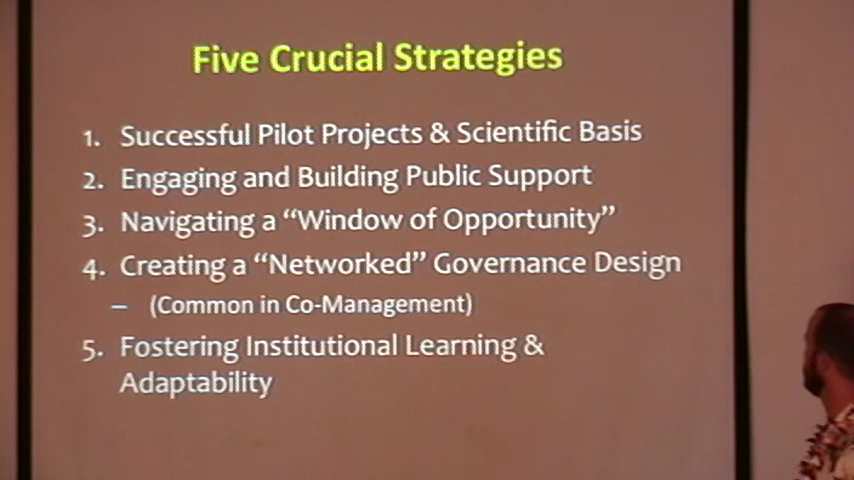 Five Crucial Strategies
1. Successful Pilot Projects & Scientific Basis
2. Engaging and Building Public Support
3. Navigating a “Window of Opportunity”
4. Creating a “Networked” Governance Design
– (Common in Co-Management)
5. Fostering Institutional Learning &
Adaptability